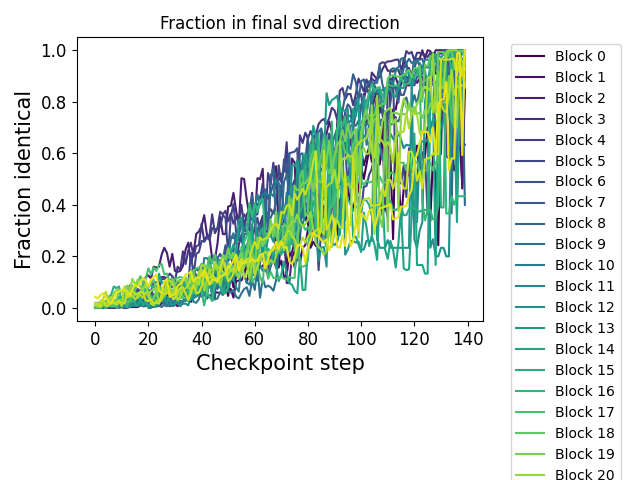 Fraction in final svd direction
Fraction identical
1.0
0.8
0.6
0.4
0.2
0.0
0 20 40 60 80 100 120 140
Checkpoint step
Block 0
Block 1
Block 2
Block 3
Block 4
Block 5
Block 6
Block 7
Block 8
Block 9
Block 10
Block 11
Block 12
Block 13
Block 14
Block 15
Block 16
Block 17
Block 18
Block 19
Block 20